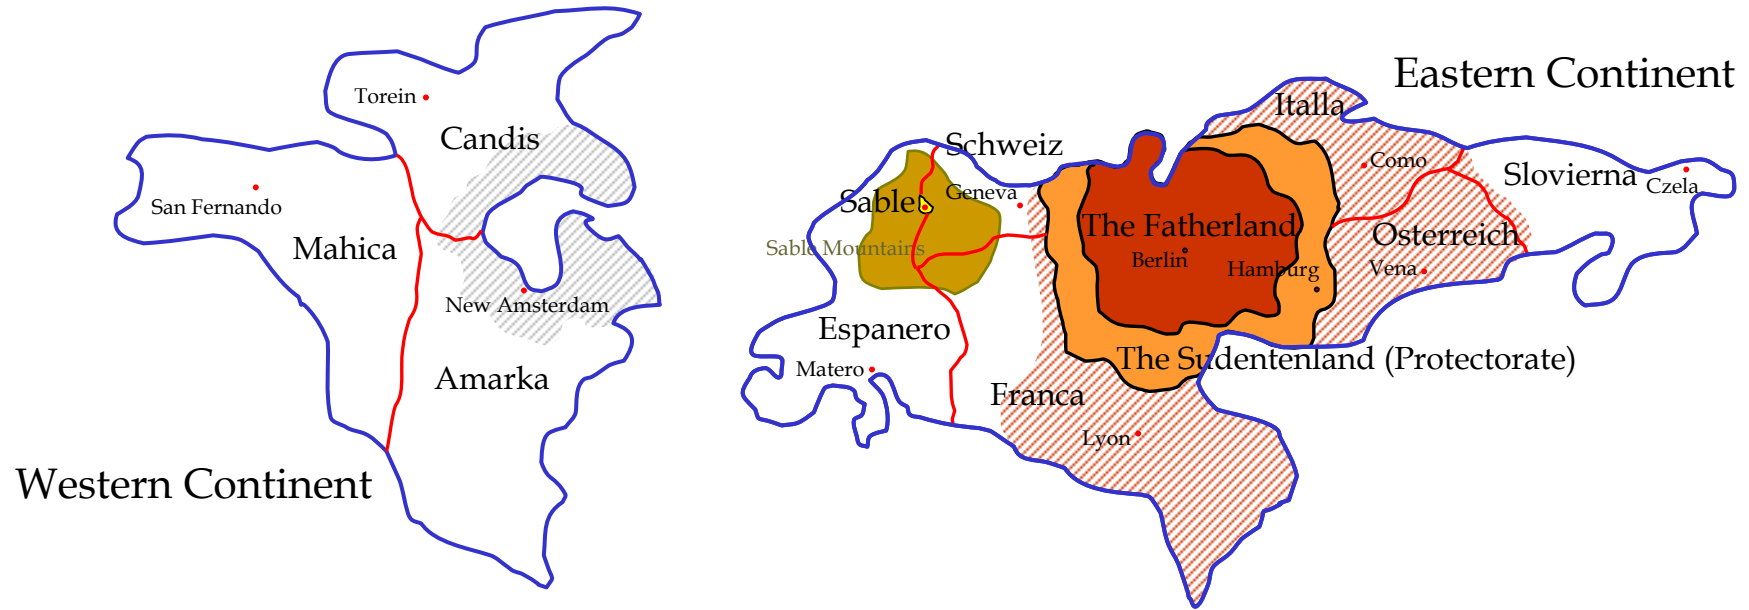 Eastern Continent
Torein
Candis
San Fernando
Mahica
New Amsterdam
Amarka
Western Continent
Italla
Schweiz
Como
Slovierna
Czela
Geneva
Sable
The Fatherland
Osterreich
Sable Mountains
Berlin
Hamburg
Vena
Espanero
The Sudentenland (Protectorate)
Matero
Franca
Lyon